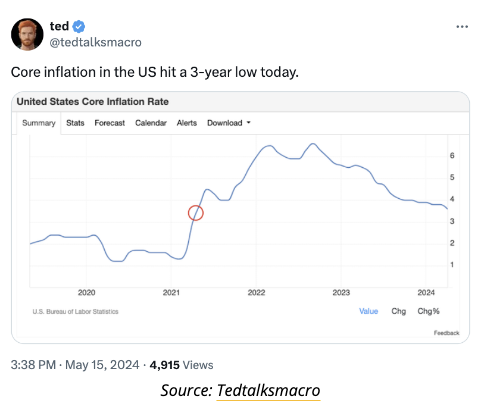 ted
@tedtalksmacro
Core inflation in the US hit a 3-year low today.
United States Core Inflation Rate
Summary Stats Forecast Calendar Alerts Download
6
5
4
3
2
1
2020 2021 2022 2023 2024
U.S. Bureau of Labor Statistics Value Chg Chg%
Feedback
3:38 PM · May 15, 2024 · 4,915 Views
Source: Tedtalksmacro